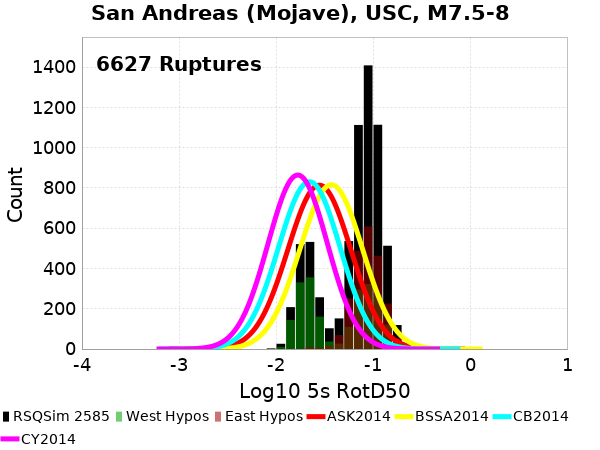 San Andreas (Mojave), USC, M7.5-8
6627 Ruptures
1400
1200
1000
800
600
400
200
0
Count
-4 -3 -2 -1 0 1
Log10 5s RotD50
RSQSim 2585 West Hypos East Hypos ASK2014 BSSA2014 CB2014
CY2014